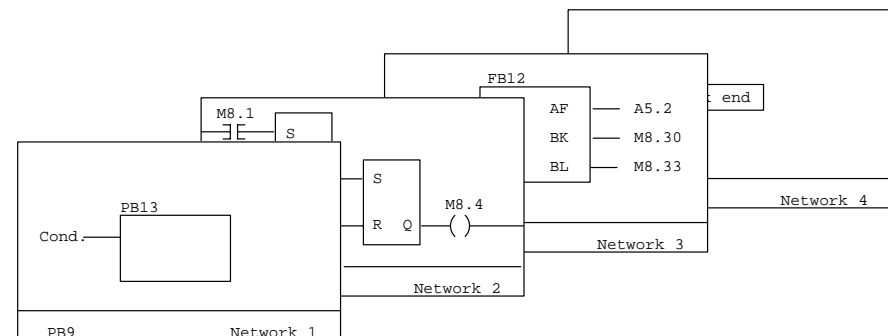 FB12
AF A5.2
end
M8.1
BK M8.30
S
BL M8.33
S
PB13
M8.4
Network 4
R Q
Cond.
Network 3
Network 2
PB9 Network 1